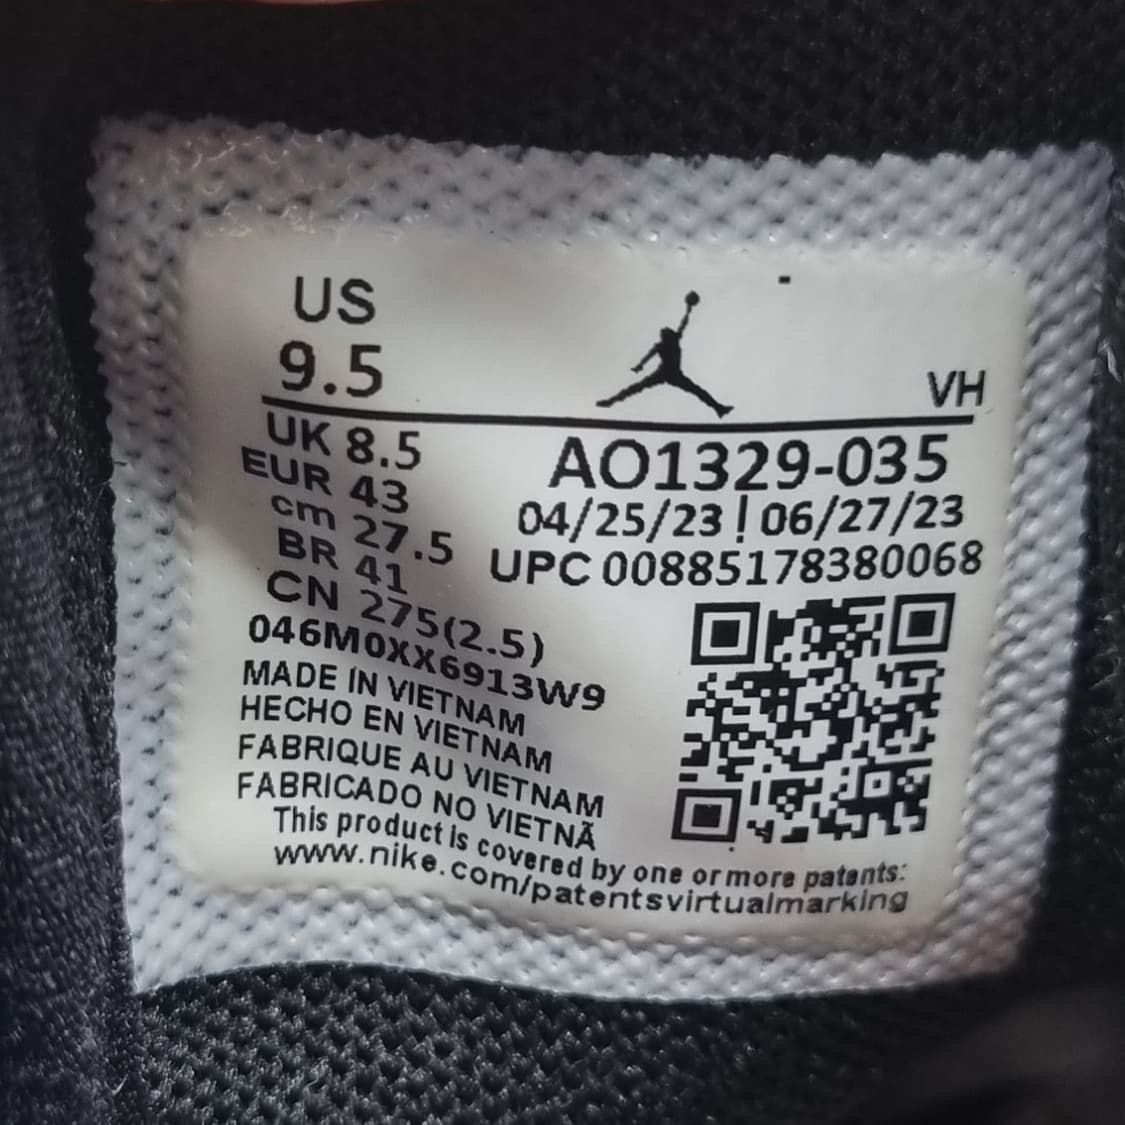 US
9.5
VH
UK 8.5
EUR 43
cm 27.5
BR 41
CN 275(2.5)
AO1329-035
04/25/23 | 06/27/23
UPC 00885178380068
046M0XX6913W9
MADE IN VIETNAM
HECHO EN VIETNAM
FABRIQUE AU VIETNAM
FABRICADO NO VIETNÃ
This product is covered by one or more patents:
www.nike.com/patentsvirtualmarking